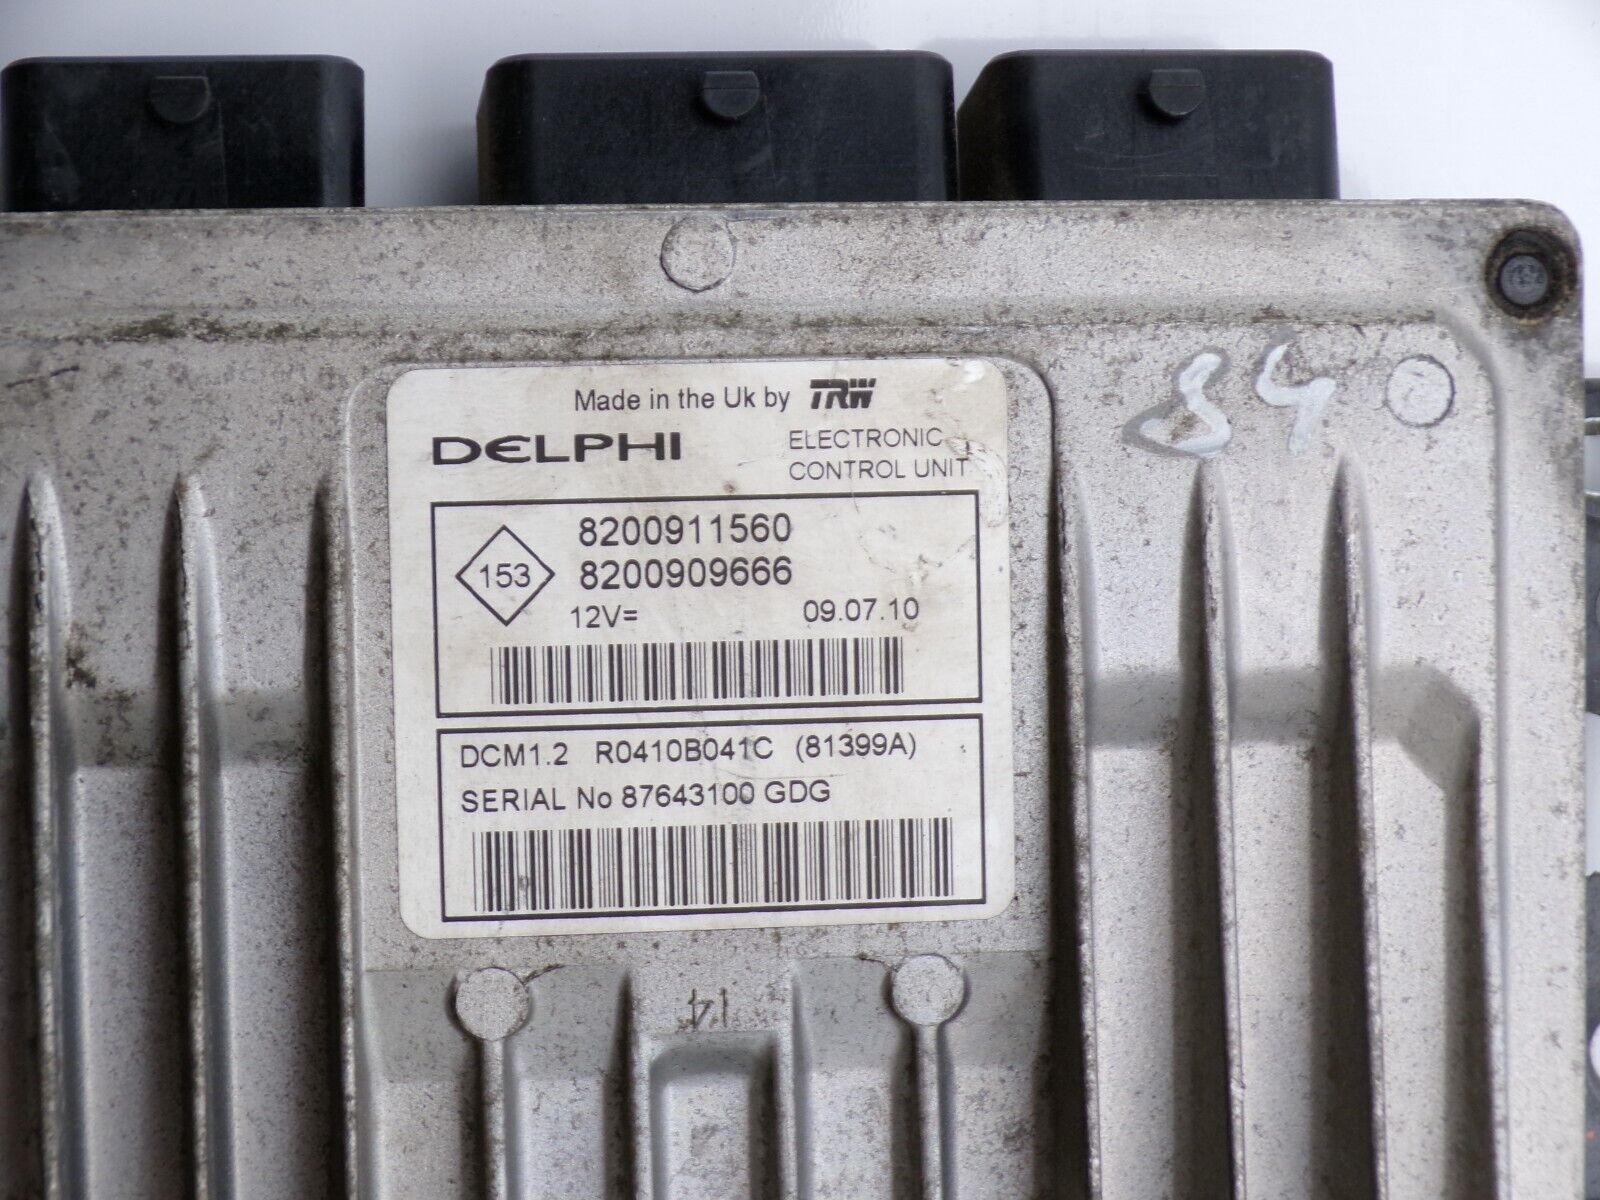 Made in the Uk by TRW
DELPHI
ELECTRONIC
CONTROL UNIT
153
8200911560
8200909666
12V=
09.07.10
DCM1.2 R0410B041C (81399A)
SERIAL No 87643100 GDG
14